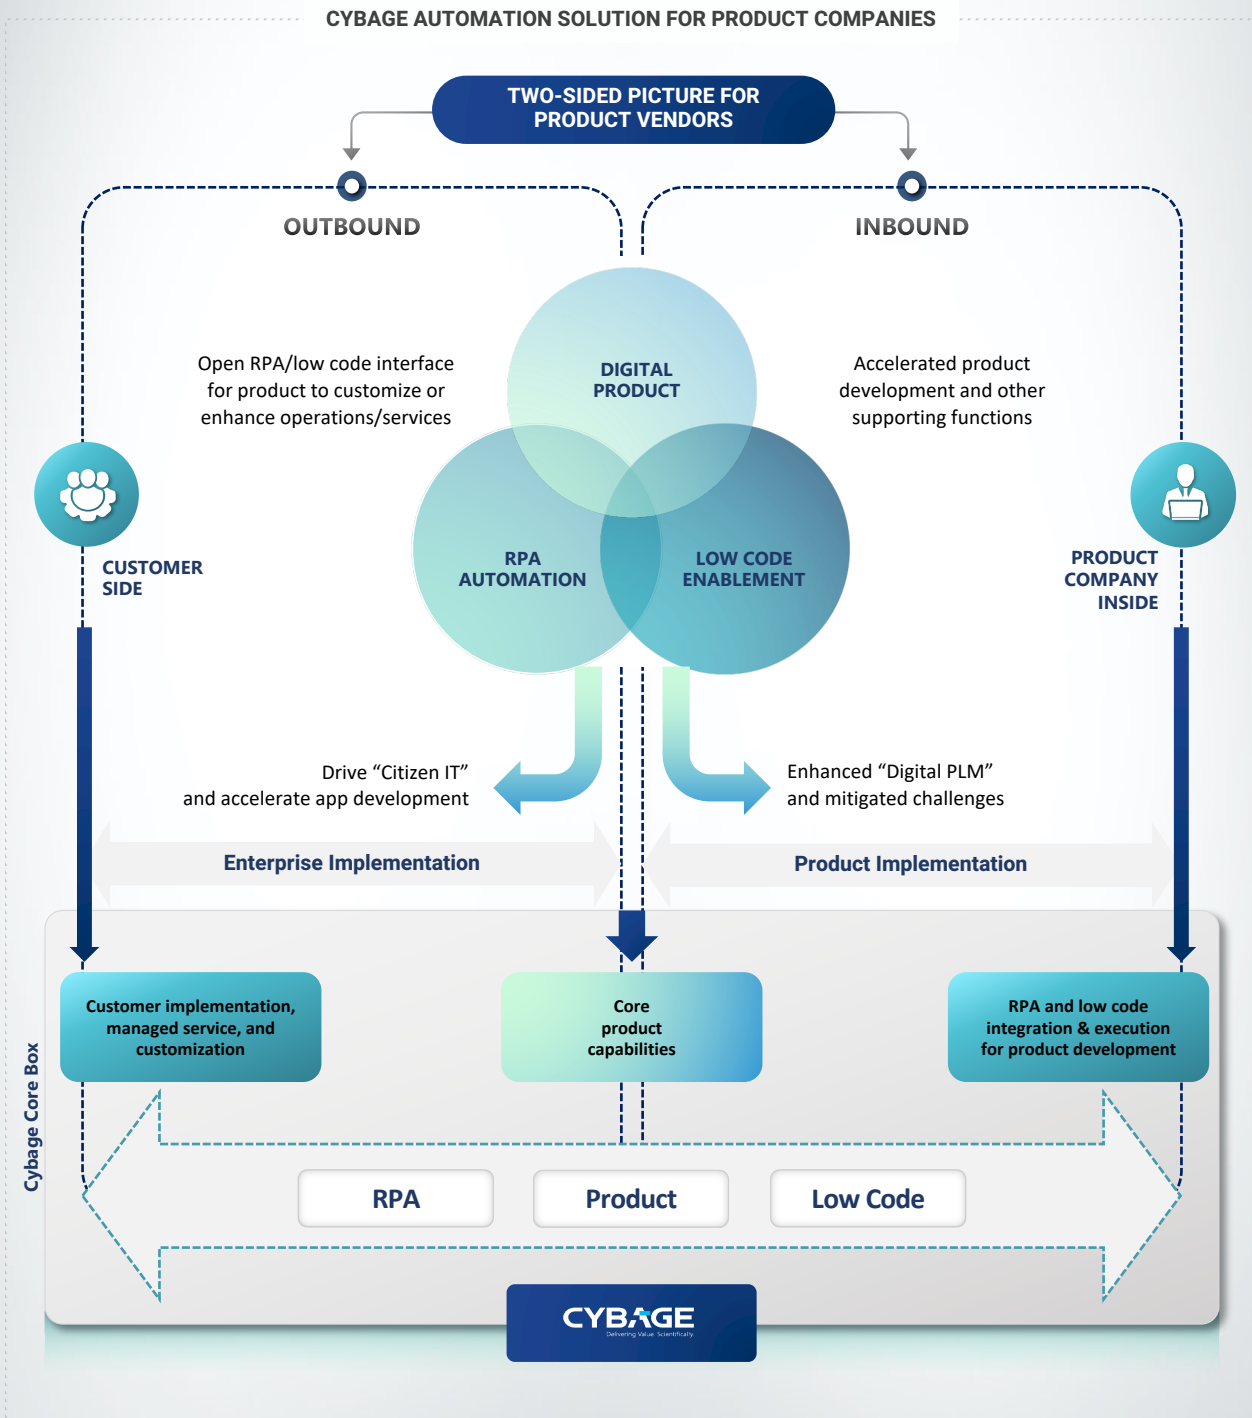 CYBAGE AUTOMATION SOLUTION FOR PRODUCT COMPANIES
TWO-SIDED PICTURE FOR
PRODUCT VENDORS
OUTBOUND
INBOUND
Open RPA/low code interface
for product to customize or
enhance operations/services
DIGITAL
PRODUCT
Accelerated product
development and other
supporting functions
CUSTOMER
SIDE
RPA
AUTOMATION
LOW CODE
ENABLEMENT
PRODUCT
COMPANY
INSIDE
Drive “Citizen IT”
and accelerate app development
Enhanced “Digital PLM”
and mitigated challenges
Enterprise Implementation
Product Implementation
Cybage Core Box
Customer implementation,
managed service, and
customization
Core
product
capabilities
RPA and low code
integration & execution
for product development
RPA
Product
Low Code
CYBAGE
Delivering Value. Scientifically.